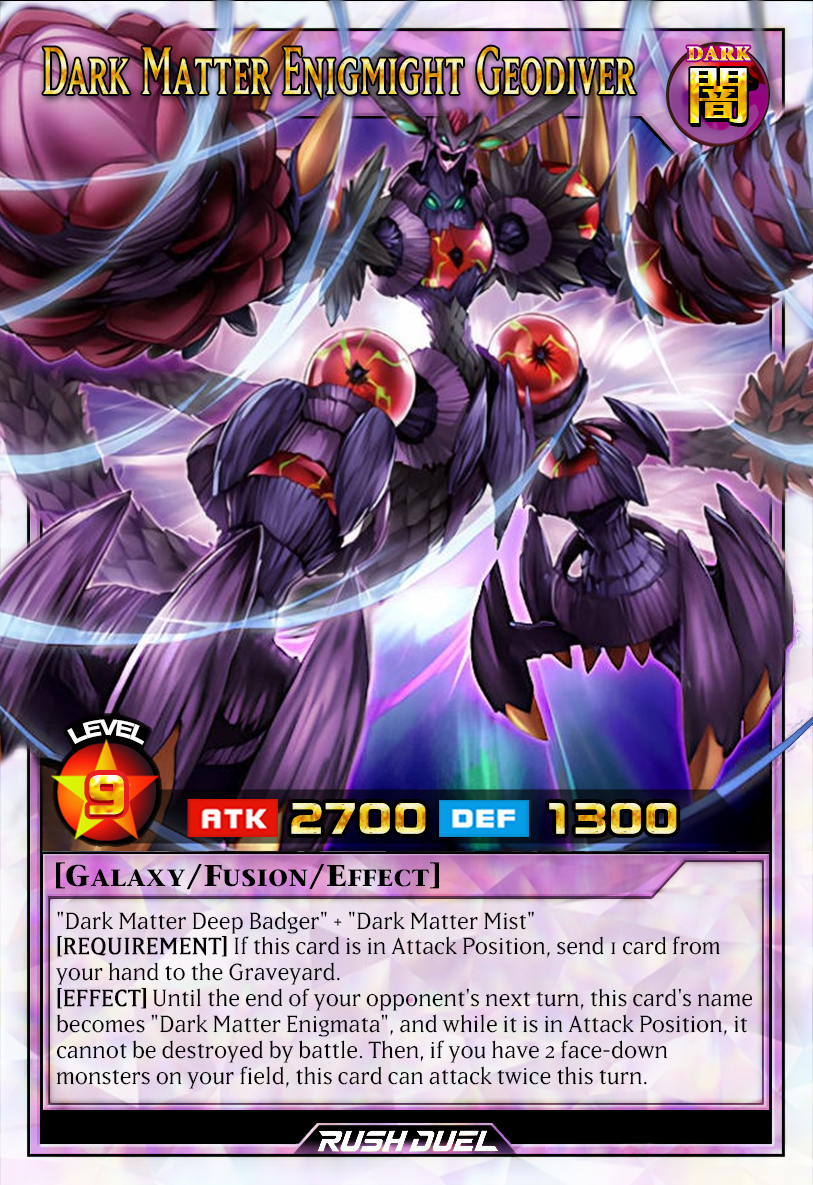 Dark Matter Enigmight Geodiver
DARK
闇
LEVEL
9
ATK 2700 DEF 1300
[Galaxy/Fusion/Effect]
"Dark Matter Deep Badger" + "Dark Matter Mist"
[REQUIREMENT] If this card is in Attack Position, send 1 card from
your hand to the Graveyard.
[EFFECT] Until the end of your opponent's next turn, this card's name
becomes "Dark Matter Enigmata", and while it is in Attack Position, it
cannot be destroyed by battle. Then, if you have 2 face-down
monsters on your field, this card can attack twice this turn.
RUSH DUEL